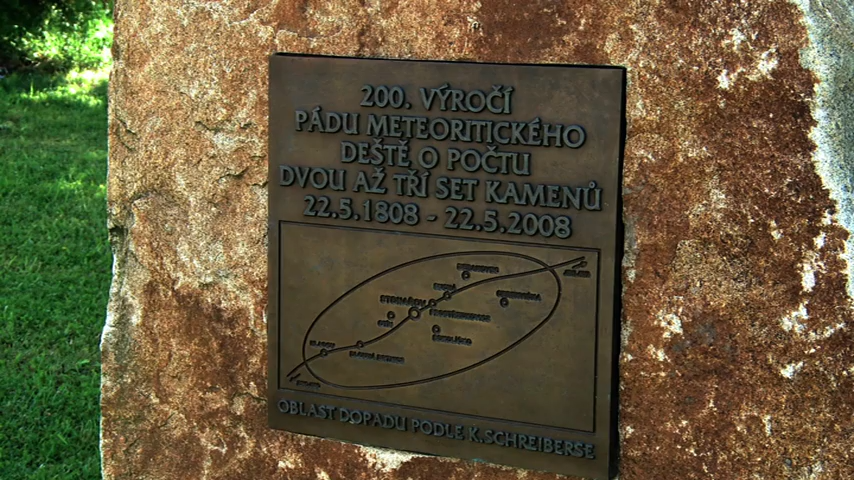 200. VÝROČÍ
PÁDU METEORITICKÉHO
DEŠTĚ O POČTU
DVOU AŽ TŘÍ SET KAMENŮ
22.5.1808 - 22.5.2008
STONAŘOV
OBLAST DOPADU PODLE K.SCHREIBERSE